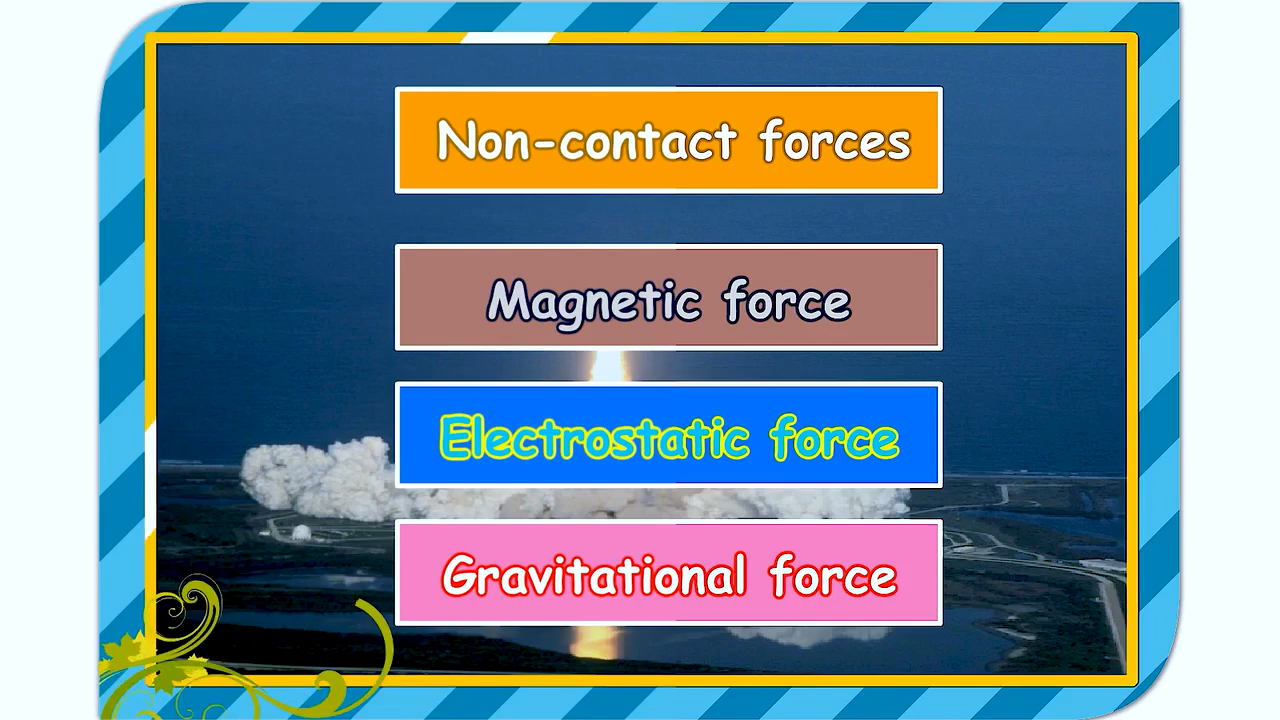 Non-contact forces
Magnetic force
Electrostatic force
Gravitational force